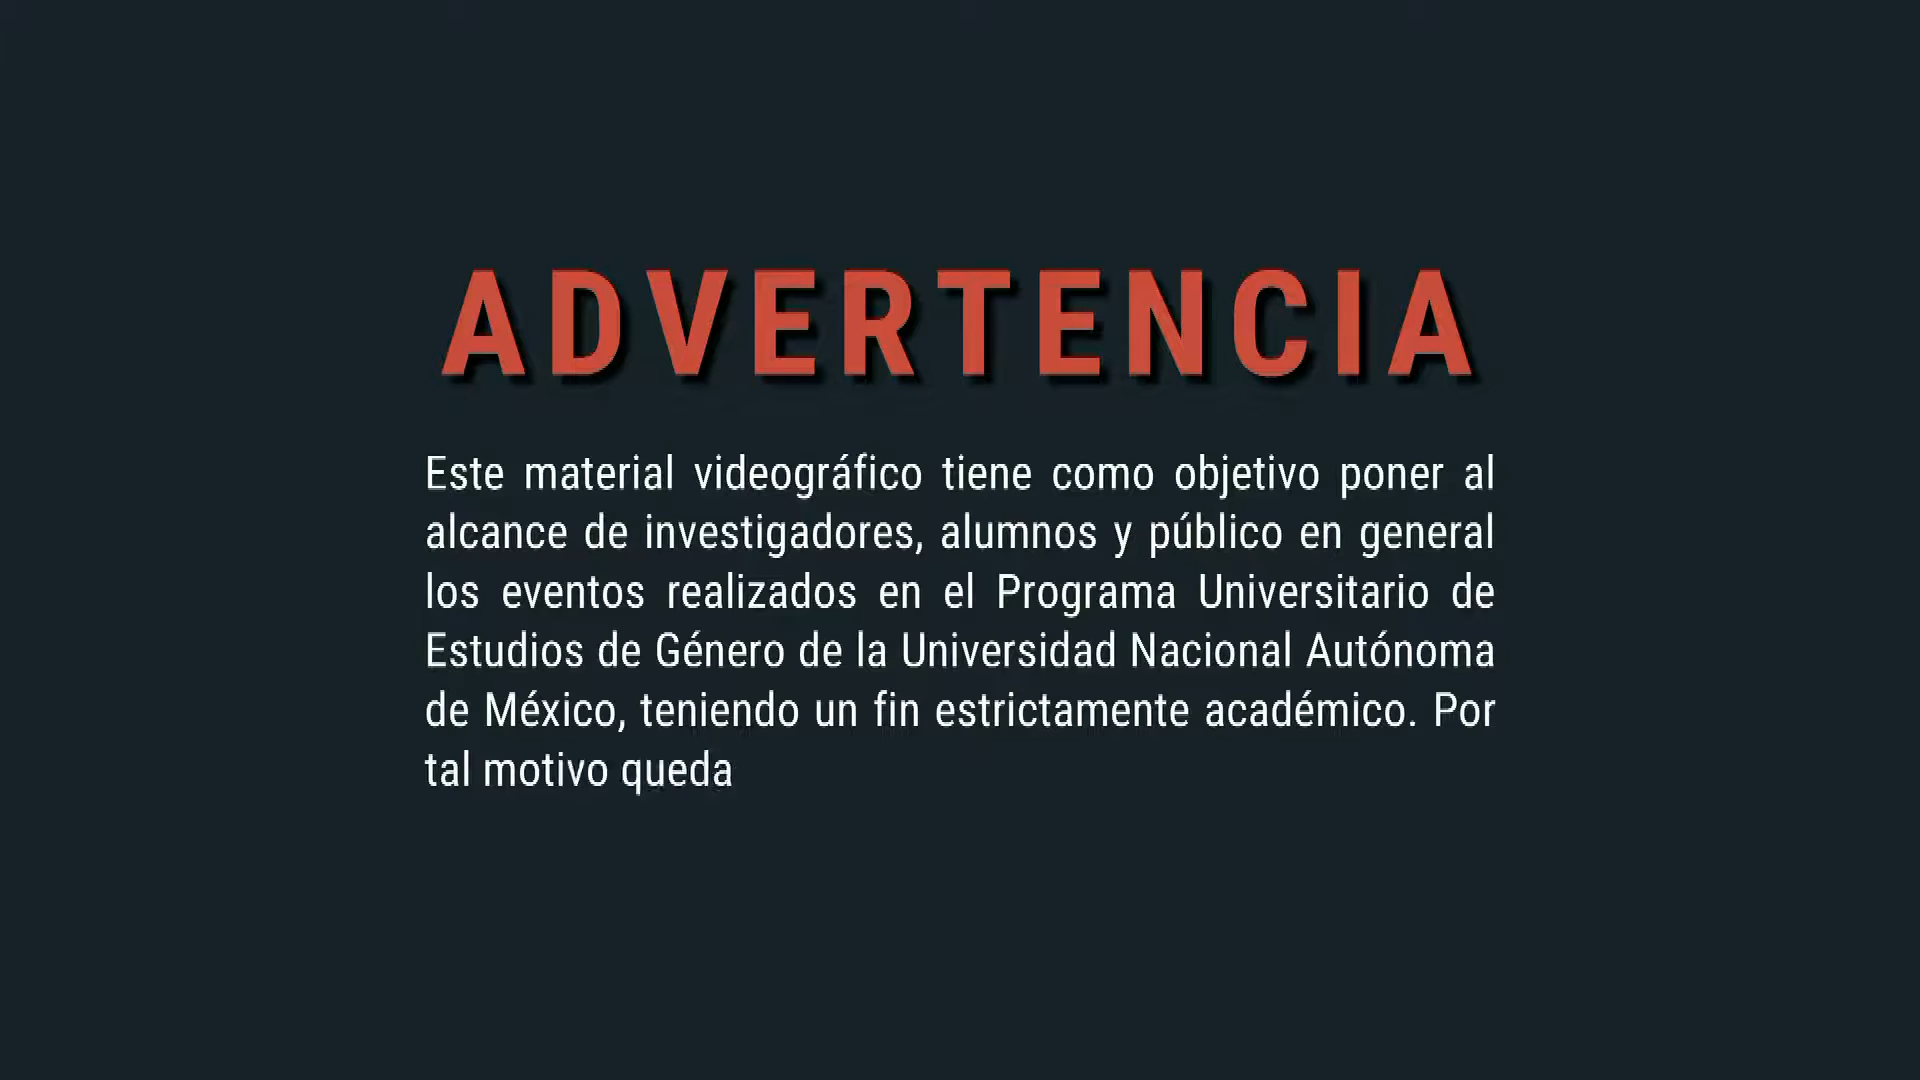 ADVERTENCIA
Este material videográfico tiene como objetivo poner al
alcance de investigadores, alumnos y público en general
los eventos realizados en el Programa Universitario de
Estudios de Género de la Universidad Nacional Autónoma
de México, teniendo un fin estrictamente académico. Por
tal motivo queda